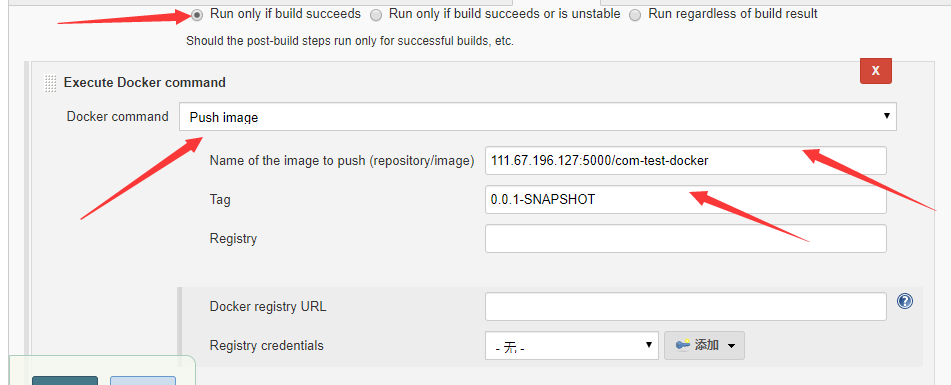 Run only if build succeeds Run only if build succeeds or is unstable Run regardless of build result
Should the post-build steps run only for successful builds, etc.
X
Execute Docker command
Docker command Push image
Name of the image to push (repository/image) 111.67.196.127:5000/com-test-docker
Tag 0.0.1-SNAPSHOT
Registry
Docker registry URL
?
Registry credentials - 无 - 添加